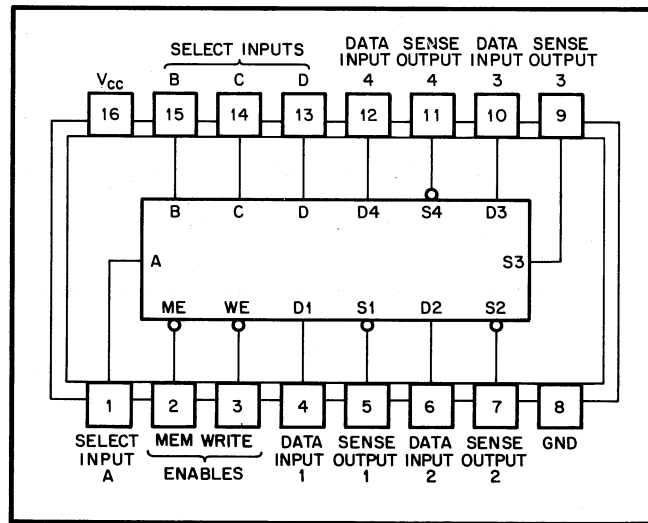 SELECT INPUTS
DATA INPUT 4
SENSE OUTPUT 4
DATA INPUT 3
SENSE OUTPUT 3
VCC B C D
16 15 14 13 12 11 10 9
B C D D4 S4 D3
A S3
ME WE D1 S1 D2 S2
1 2 3 4 5 6 7 8
SELECT INPUT A
MEM WRITE
ENABLES
DATA INPUT 1
SENSE OUTPUT 1
DATA INPUT 2
SENSE OUTPUT 2
GND